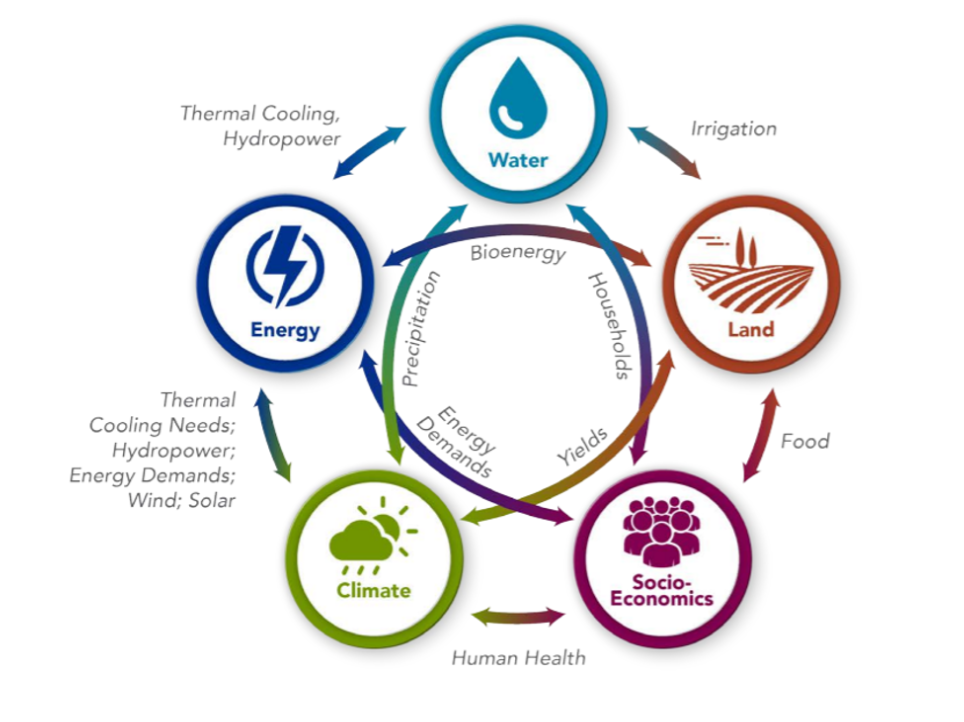 Water
Thermal Cooling,
Hydropower
Irrigation
Energy
Bioenergy
Land
Precipitation
Households
Thermal
Cooling Needs;
Hydropower;
Energy Demands;
Wind; Solar
Energy
Demands
Yields
Food
Climate
Socio-
Economics
Human Health